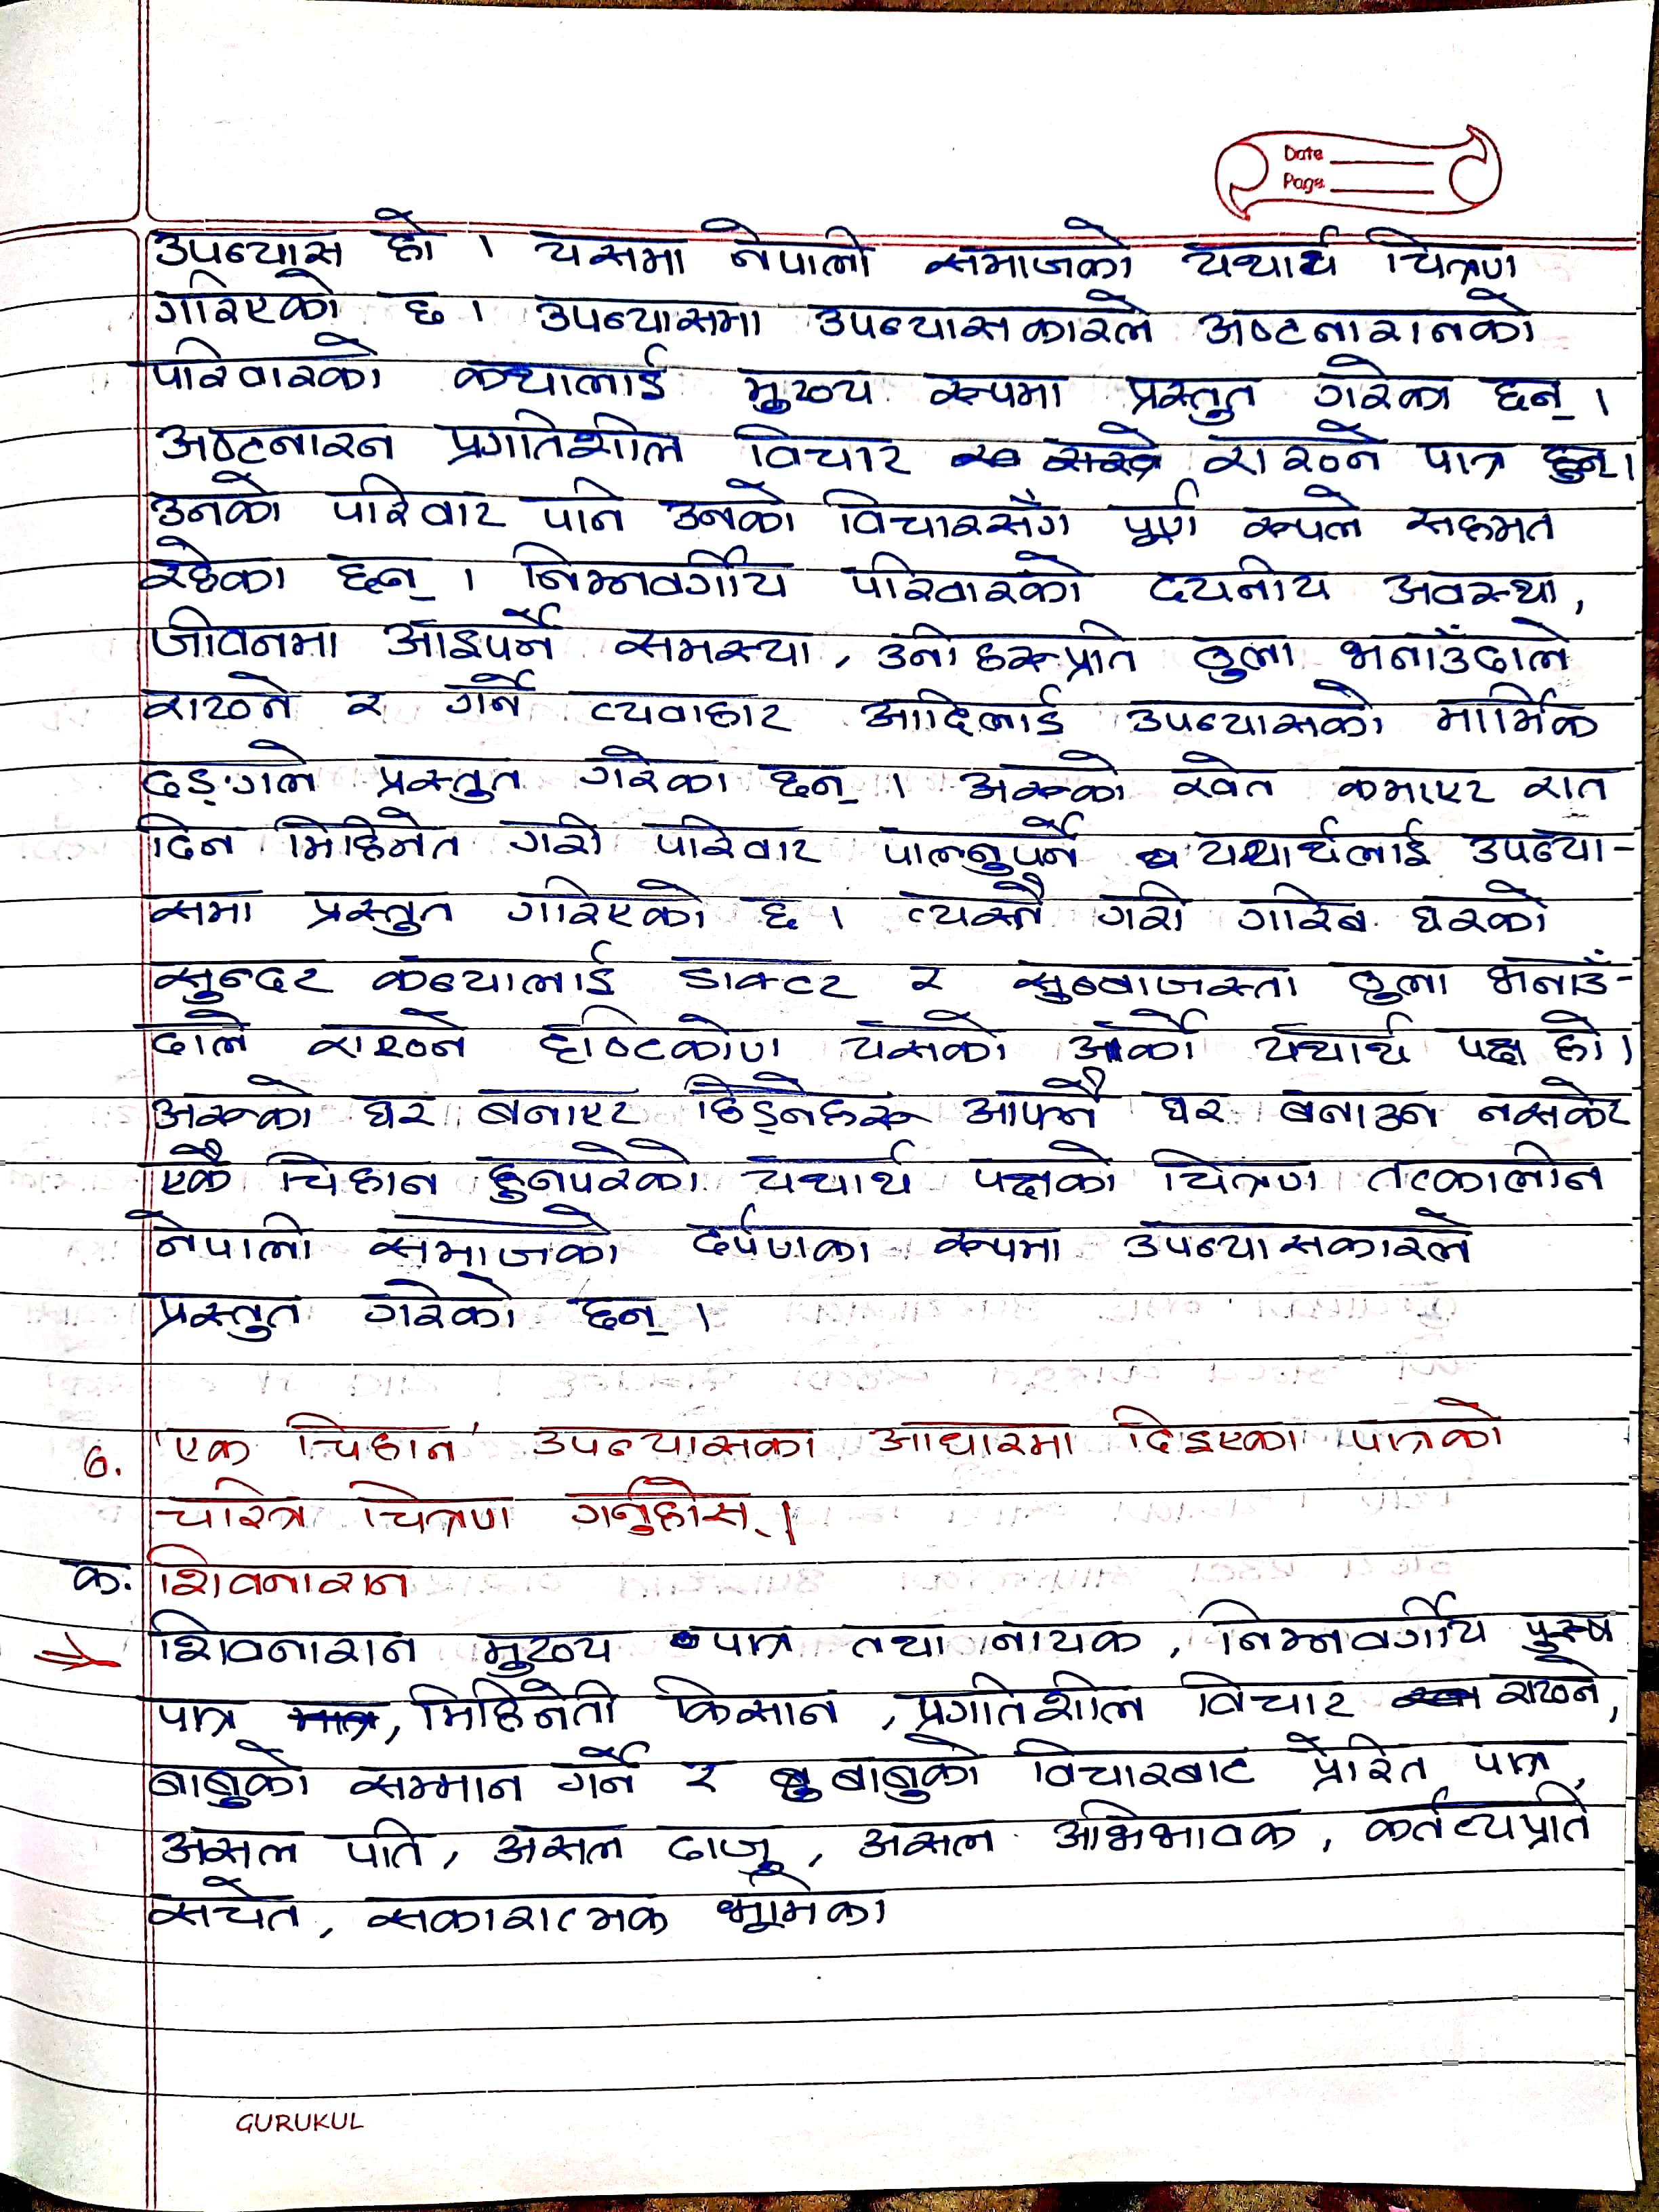 Date
Page
उपन्यास हो । यसमा नेपाली समाजको यथार्थ चित्रण
गरिएको छ । उपन्यासमा उपन्यासकारले अष्टनारानको
परिवारको कथालाई मुख्य रूपमा प्रस्तुत गरेका छन् ।
अष्टनारन प्रगतिशील विचार राख्ने पात्र हुन् ।
उनको परिवार पनि उनको विचारसँग पूर्ण रूपले सहमत
रहेका छन् । निम्नवर्गीय परिवारको दयनीय अवस्था,
जीवनमा आँइपर्ने समस्या, उनीहरूप्रति ठुला भनाउँदाले
राख्ने र गर्ने व्यवाहार आदिलाई उपन्यासको मार्मिक
ढङ्गले प्रस्तुत गरेका छन् । अरूको खेत कमाएर रात
दिन मिहिनेत गरी परिवार पाल्नुपर्ने यथार्थलाई उपन्या-
समा प्रस्तुत गरिएको छ । त्यस्तै गरी गरिब घरको
सुन्दर कन्यालाई डाक्टर र सुब्बाजस्ता ठुला भनाउँ-
दाले राख्ने दृष्टिकोण यसको अर्को यथार्थ पक्ष हो ।
अरूको घर बनाएर हिड्नेहरू आफ्नै घर बनाउन नसकेर
एकै चिहान हुनुपरेको यथार्थ पक्षको चित्रण तत्कालीन
नेपाली समाजको दर्पणका रूपमा उपन्यासकारले
प्रस्तुत गरेको छन् ।
6. 'एक चिहान' उपन्यासका आधारमा दिइएका पात्रको
चरित्र चित्रण गर्नुहोस् ।
क. शिवनारान
⇒ शिवनारान मुख्य पात्र तथा नायक, निम्नवर्गीय पुरूष
पात्र, मिहिनेती किसान, प्रगतिशील विचार राख्ने,
बाबुको सम्मान गर्ने र बाबुको विचारबाट प्रेरित पात्र,
असल पति, असल दाजू, असल अभिभावक, कर्तव्यप्रति
सचेत, सकारात्मक भूमिका
GURUKUL